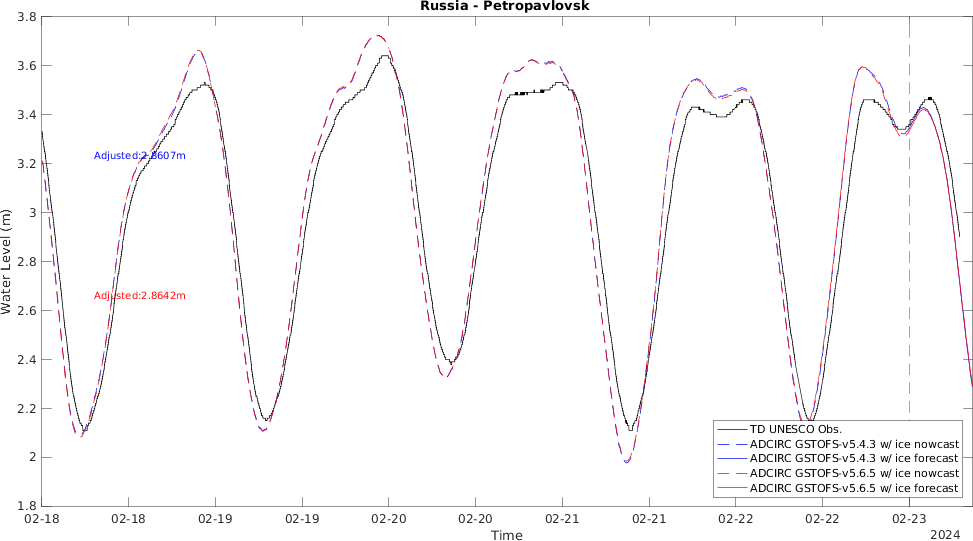 Russia - Petropavlovsk
3.8
3.6
3.4
3.2
3
2.8
2.6
2.4
2.2
2
1.8
Water Level (m)
Adjusted:2.8607m
Adjusted:2.8642m
TD UNESCO Obs.
ADCIRC GSTOFS-v5.4.3 w/ ice nowcast
ADCIRC GSTOFS-v5.4.3 w/ ice forecast
ADCIRC GSTOFS-v5.6.5 w/ ice nowcast
ADCIRC GSTOFS-v5.6.5 w/ ice forecast
02-18 02-18 02-19 02-19 02-20 02-20 02-21 02-21 02-22 02-22 02-23
Time 2024